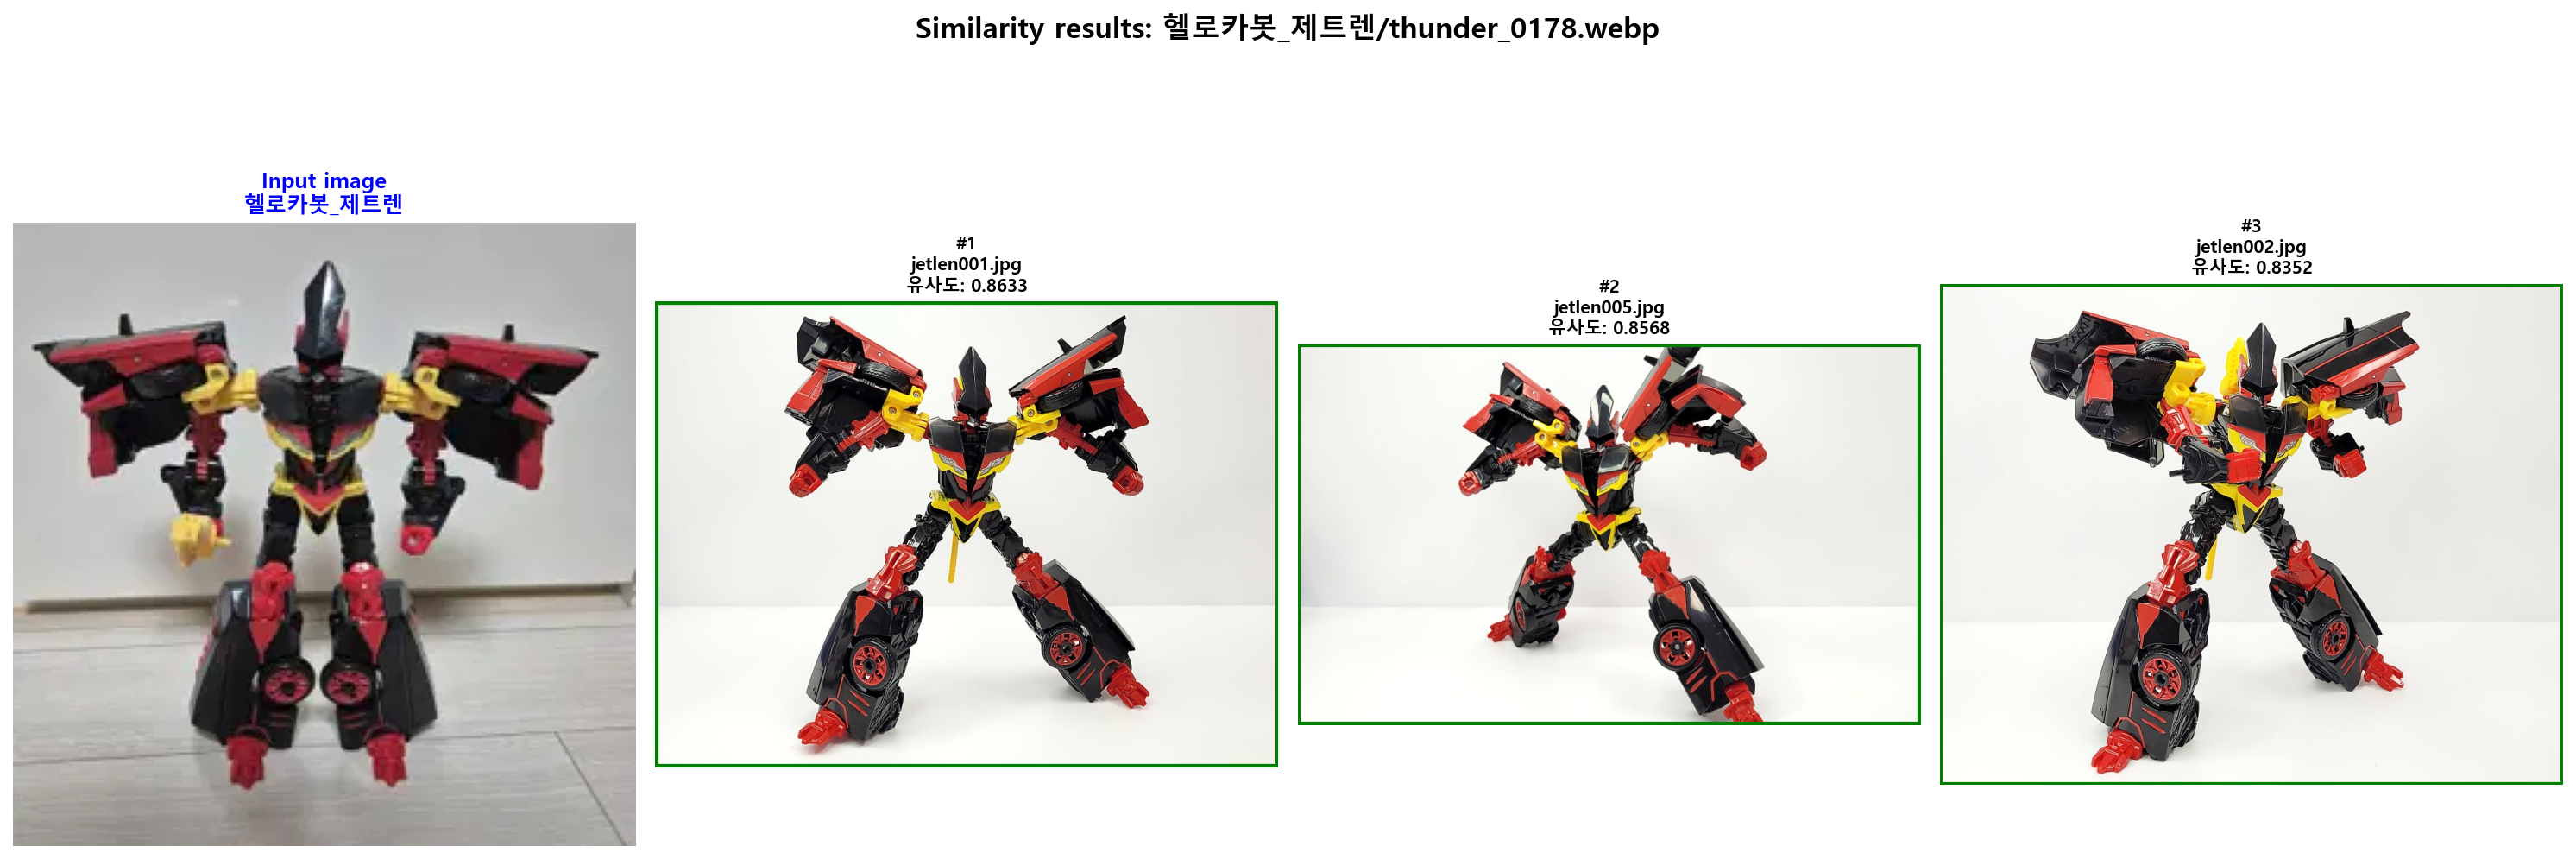 Similarity results: 헬로카봇_제트렌/thunder_0178.webp
Input image
헬로카봇_제트렌
#1
jetlen001.jpg
유사도: 0.8633
#2
jetlen005.jpg
유사도: 0.8568
#3
jetlen002.jpg
유사도: 0.8352